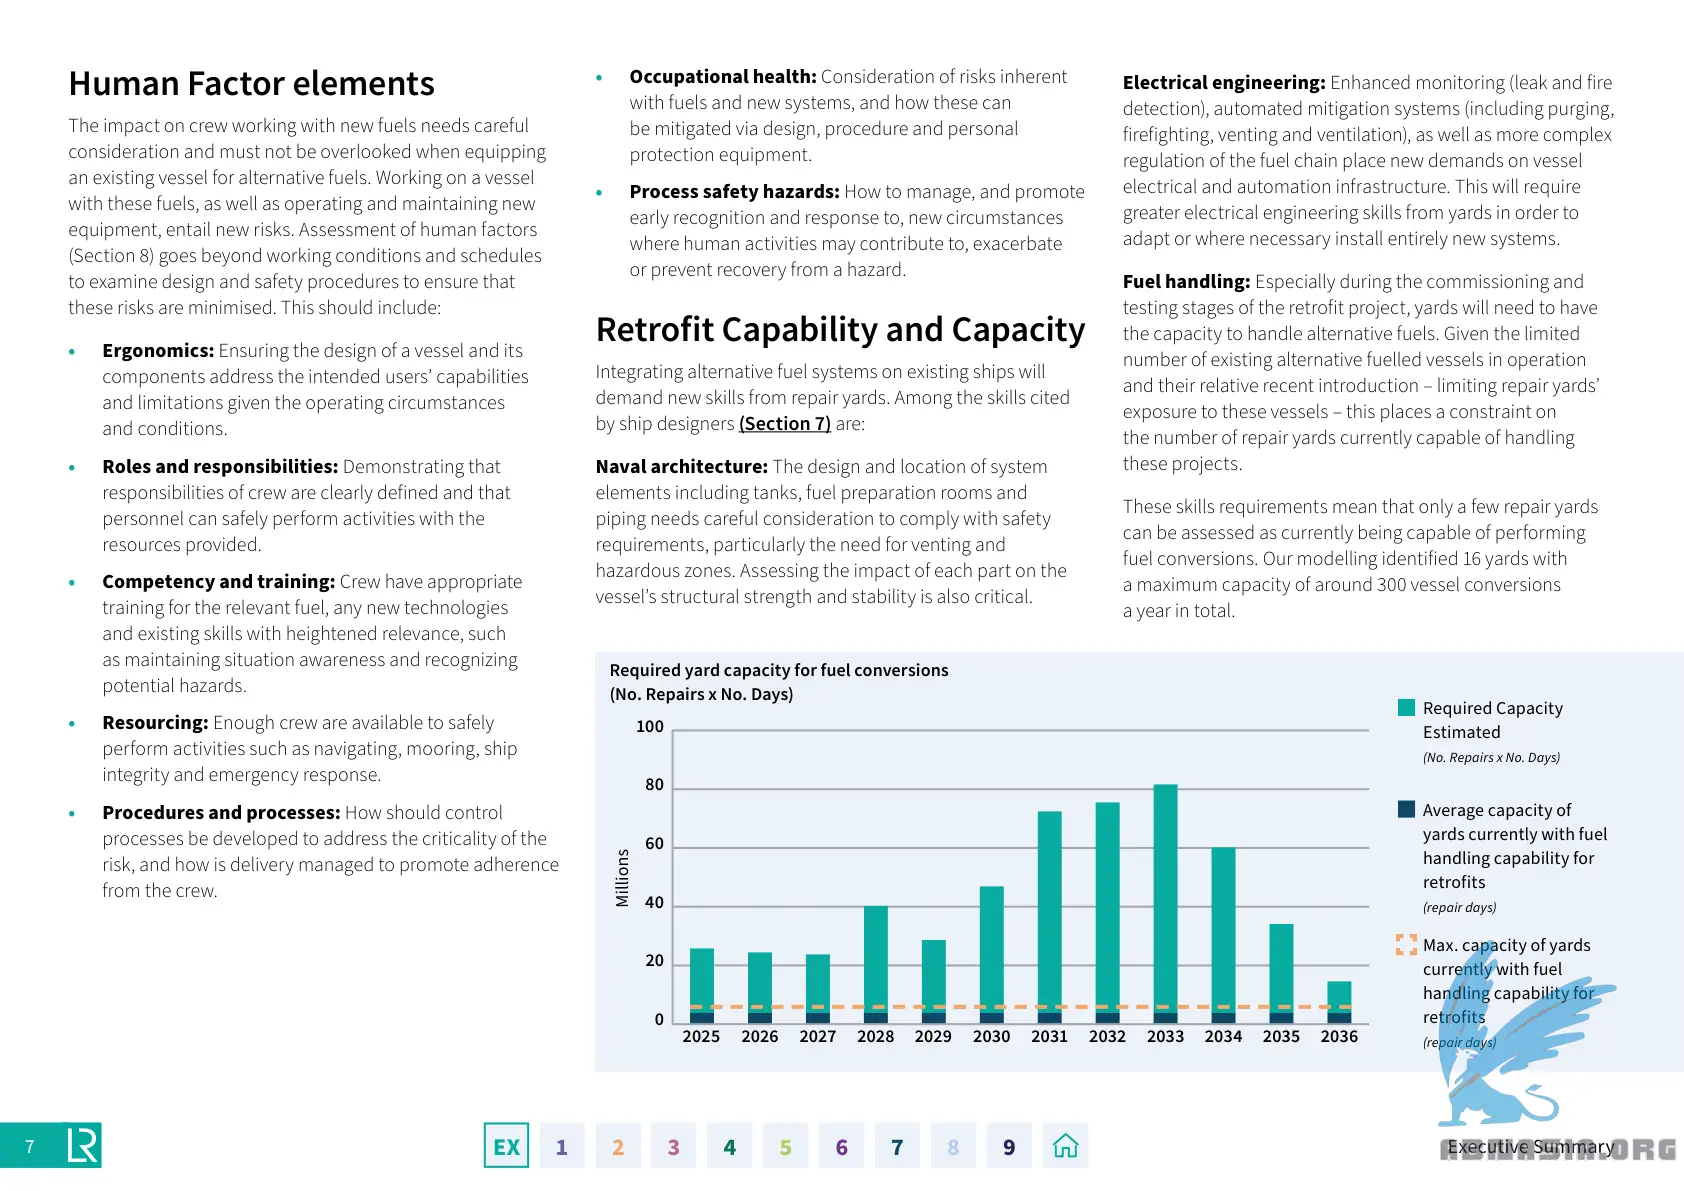 Human Factor elements
The impact on crew working with new fuels needs careful
consideration and must not be overlooked when equipping
an existing vessel for alternative fuels. Working on a vessel
with these fuels, as well as operating and maintaining new
equipment, entail new risks. Assessment of human factors
(Section 8) goes beyond working conditions and schedules
to examine design and safety procedures to ensure that
these risks are minimised. This should include:
• Ergonomics: Ensuring the design of a vessel and its
components address the intended users’ capabilities
and limitations given the operating circumstances
and conditions.
• Roles and responsibilities: Demonstrating that
responsibilities of crew are clearly defined and that
personnel can safely perform activities with the
resources provided.
• Competency and training: Crew have appropriate
training for the relevant fuel, any new technologies
and existing skills with heightened relevance, such
as maintaining situation awareness and recognizing
potential hazards.
• Resourcing: Enough crew are available to safely
perform activities such as navigating, mooring, ship
integrity and emergency response.
• Procedures and processes: How should control
processes be developed to address the criticality of the
risk, and how is delivery managed to promote adherence
from the crew.
• Occupational health: Consideration of risks inherent
with fuels and new systems, and how these can
be mitigated via design, procedure and personal
protection equipment.
• Process safety hazards: How to manage, and promote
early recognition and response to, new circumstances
where human activities may contribute to, exacerbate
or prevent recovery from a hazard.
Retrofit Capability and Capacity
Integrating alternative fuel systems on existing ships will
demand new skills from repair yards. Among the skills cited
by ship designers (Section 7) are:
Naval architecture: The design and location of system
elements including tanks, fuel preparation rooms and
piping needs careful consideration to comply with safety
requirements, particularly the need for venting and
hazardous zones. Assessing the impact of each part on the
vessel’s structural strength and stability is also critical.
Electrical engineering: Enhanced monitoring (leak and fire
detection), automated mitigation systems (including purging,
firefighting, venting and ventilation), as well as more complex
regulation of the fuel chain place new demands on vessel
electrical and automation infrastructure. This will require
greater electrical engineering skills from yards in order to
adapt or where necessary install entirely new systems.
Fuel handling: Especially during the commissioning and
testing stages of the retrofit project, yards will need to have
the capacity to handle alternative fuels. Given the limited
number of existing alternative fuelled vessels in operation
and their relative recent introduction – limiting repair yards’
exposure to these vessels – this places a constraint on
the number of repair yards currently capable of handling
these projects.
These skills requirements mean that only a few repair yards
can be assessed as currently being capable of performing
fuel conversions. Our modelling identified 16 yards with
a maximum capacity of around 300 vessel conversions
a year in total.
Required yard capacity for fuel conversions
(No. Repairs x No. Days)
Millions
100
80
60
40
20
0
2025 2026 2027 2028 2029 2030 2031 2032 2033 2034 2035 2036
Required Capacity
Estimated
(No. Repairs x No. Days)
Average capacity of
yards currently with fuel
handling capability for
retrofits
(repair days)
Max. capacity of yards
currently with fuel
handling capability for
retrofits
(repair days)
7 LR
EX 1 2 3 4 5 6 7 8 9
Executive Summary
ABINASIA.ORG